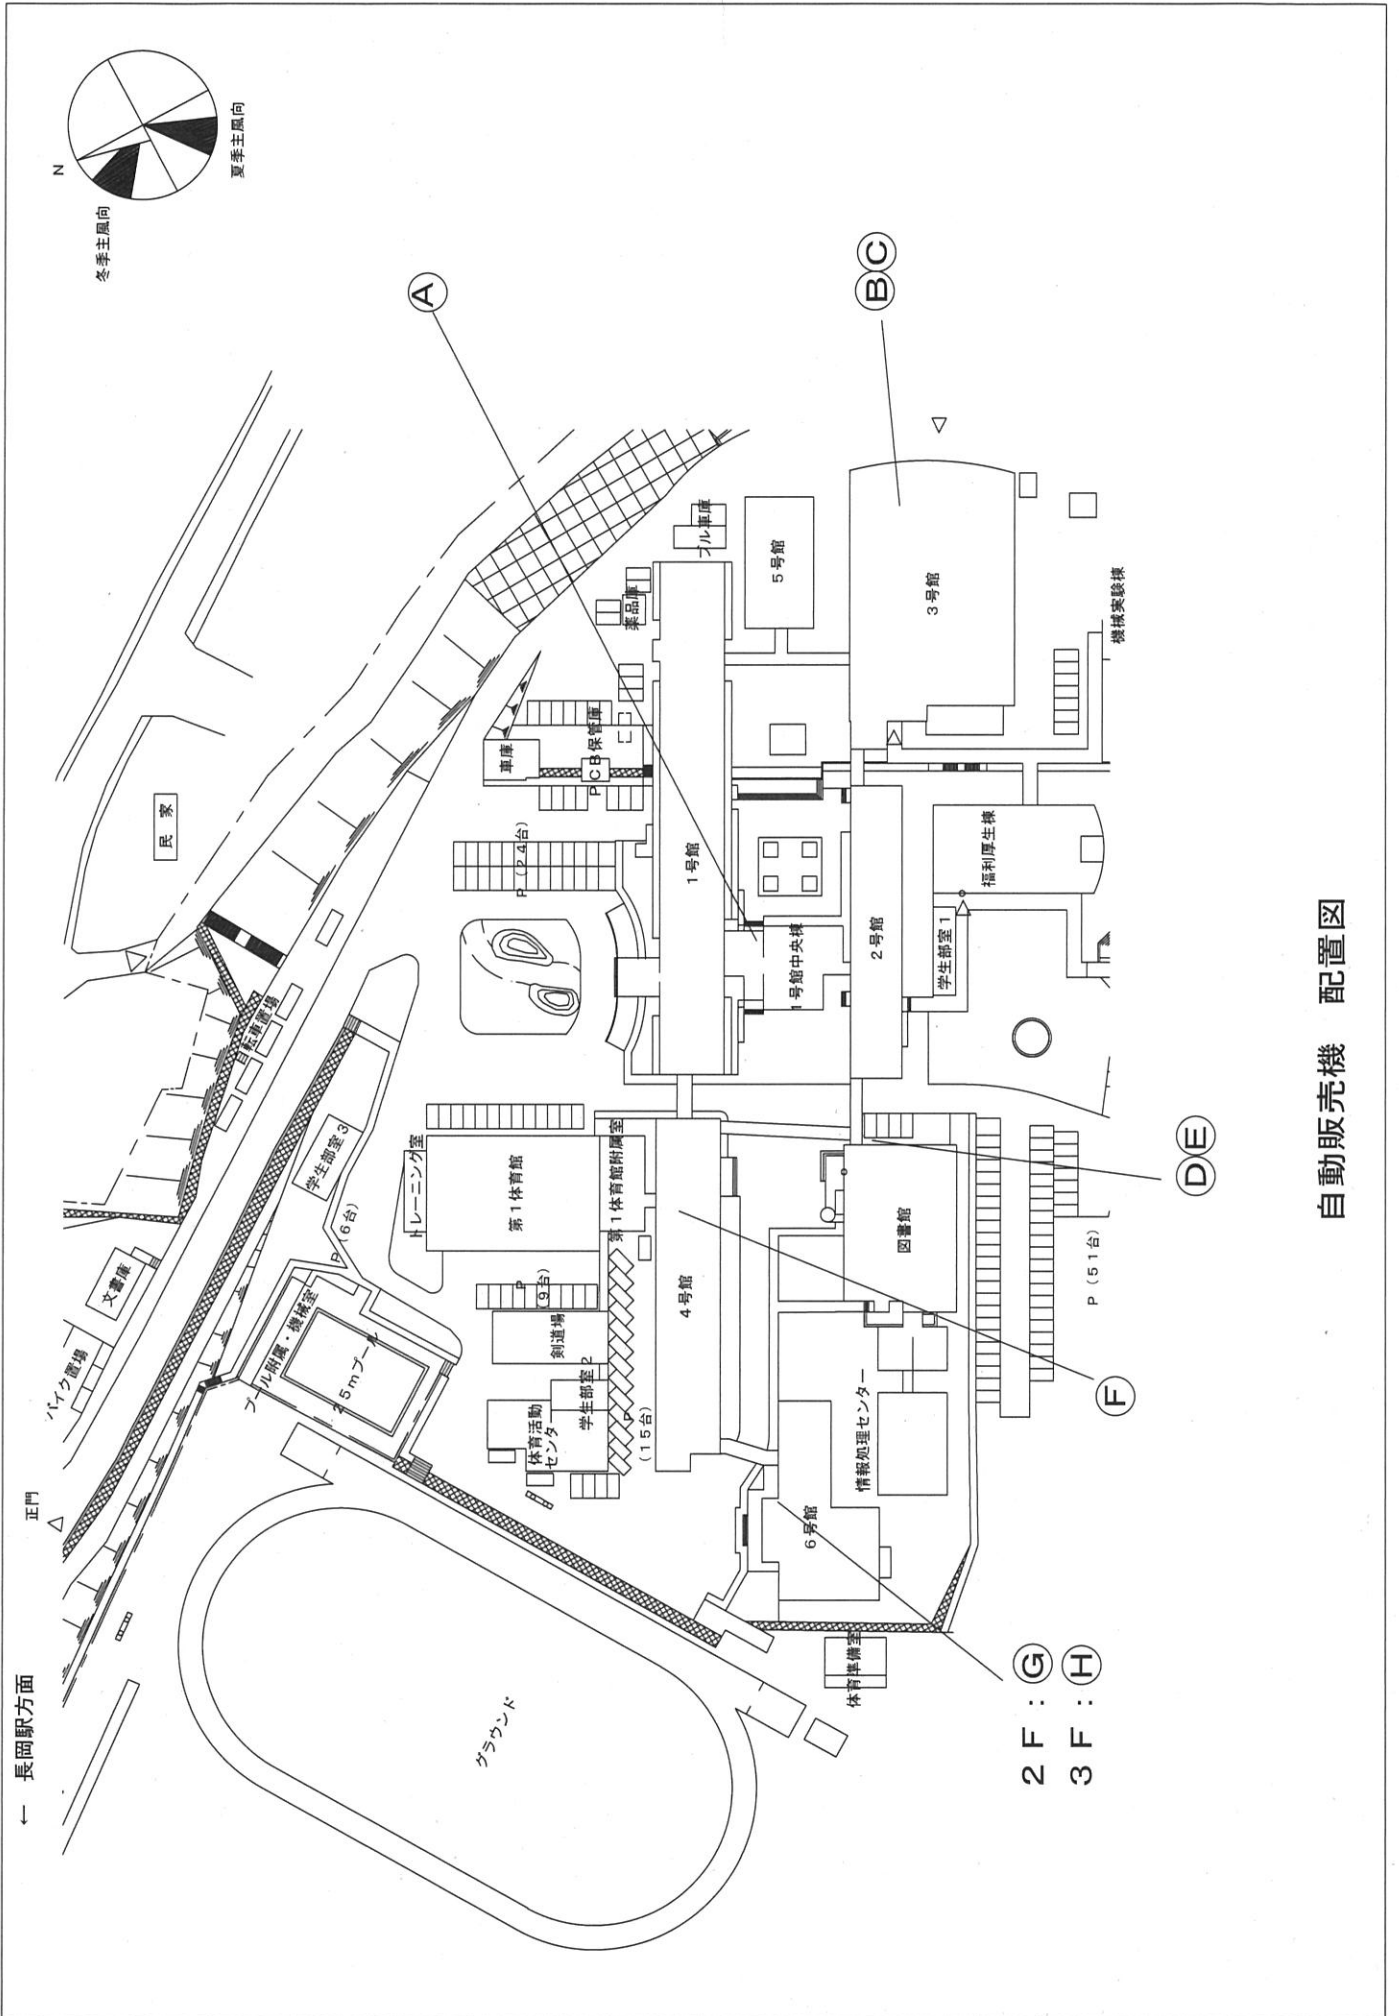 自動販売機　配置図
← 長岡駅方面
正門
N
冬季主風向
夏季主風向
民家
バイク置場
文書庫
転車置場
学生部室3
P（6台）
プール附属・機械室
25mプール
トレーニング室
第1体育館
第1体育館附属室
P（9台）
剣道場
学生部室2
体育活動センター
P（15台）
グラウンド
P（24台）
車庫
PCB保管庫
薬品庫
ブル車庫
1号館
5号館
1号館中央棟
2号館
3号館
学生部室1
福利厚生棟
機械実験棟
4号館
図書館
情報処理センター
6号館
体育準備室
P（51台）
A
BC
DE
F
2F：G
3F：H